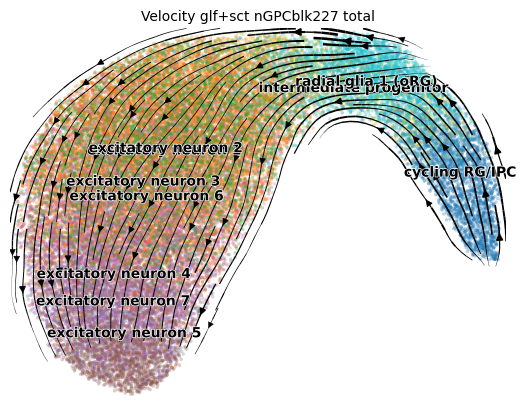 Velocity glf+sct nGPCblk227 total
radial glia 1 (oRG)
intermediate progenitor
excitatory neuron 2
cycling RG/IPC
excitatory neuron 3
excitatory neuron 6
excitatory neuron 4
excitatory neuron 7
excitatory neuron 5